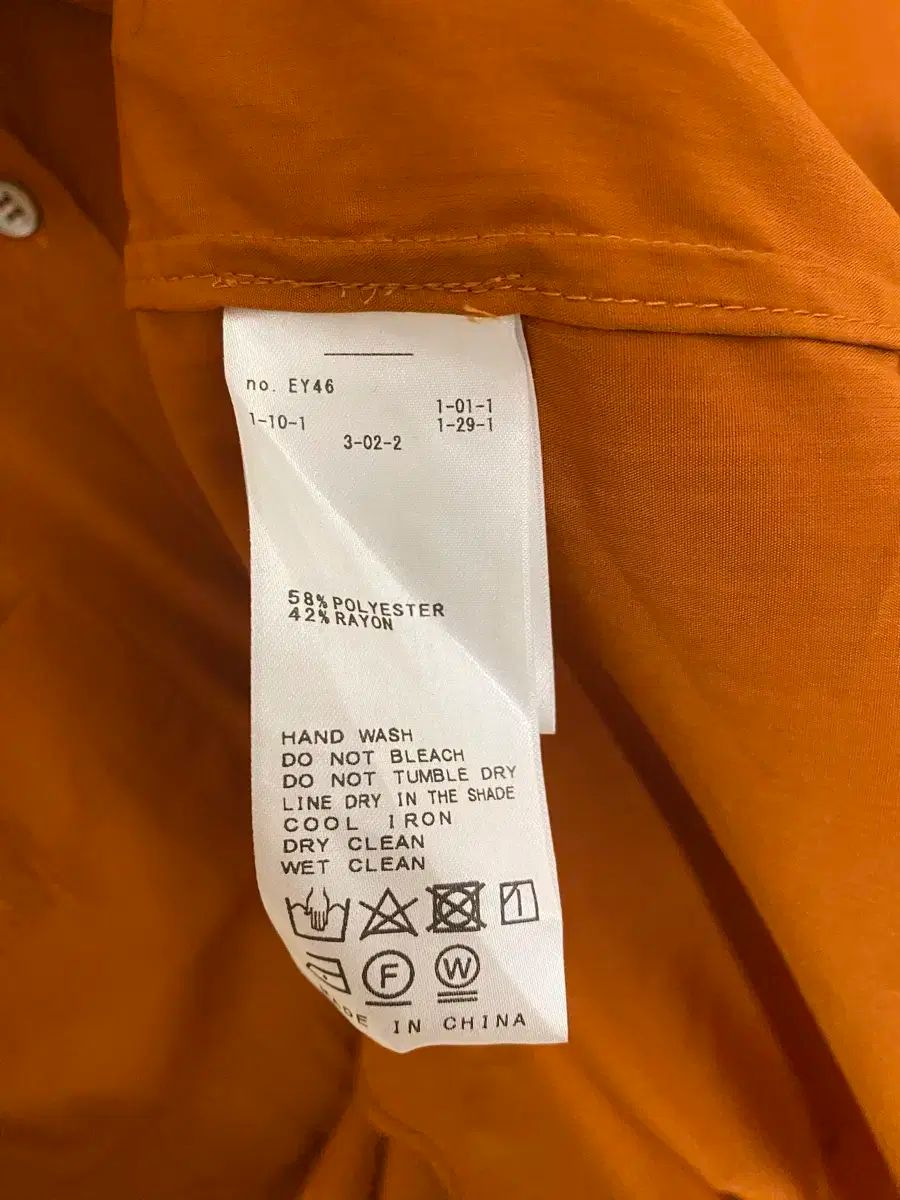 no. EY46
1-01-1
1-10-1 1-29-1
3-02-2
58% POLYESTER
42% RAYON
HAND WASH
DO NOT BLEACH
DO NOT TUMBLE DRY
LINE DRY IN THE SHADE
COOL IRON
DRY CLEAN
WET CLEAN
F W
MADE IN CHINA